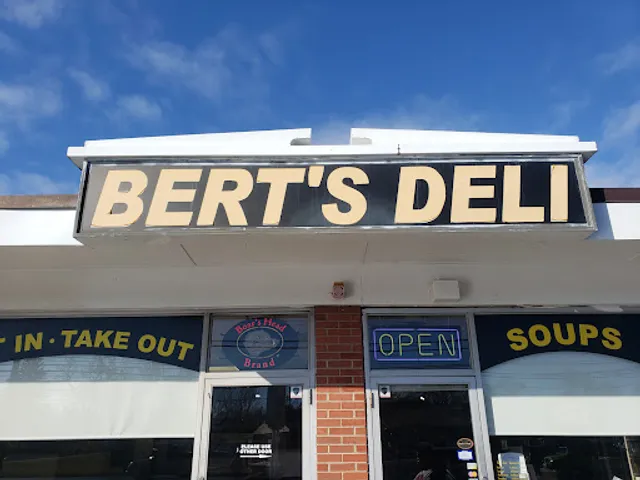 BERT'S DELI
T IN · TAKE OUT
Boar's Head
Brand
OPEN
SOUPS
PLEASE USE
OTHER DOOR